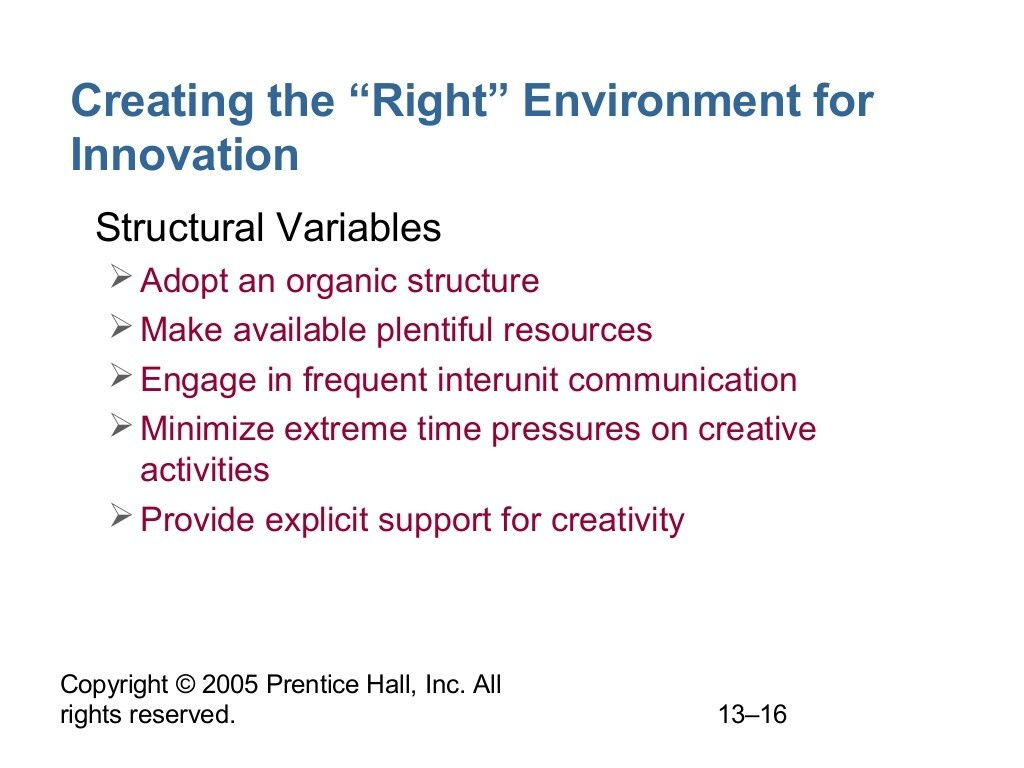 Creating the “Right” Environment for
Innovation
Structural Variables
➢ Adopt an organic structure
➢ Make available plentiful resources
➢ Engage in frequent interunit communication
➢ Minimize extreme time pressures on creative
activities
➢ Provide explicit support for creativity
Copyright © 2005 Prentice Hall, Inc. All
rights reserved.
13–16